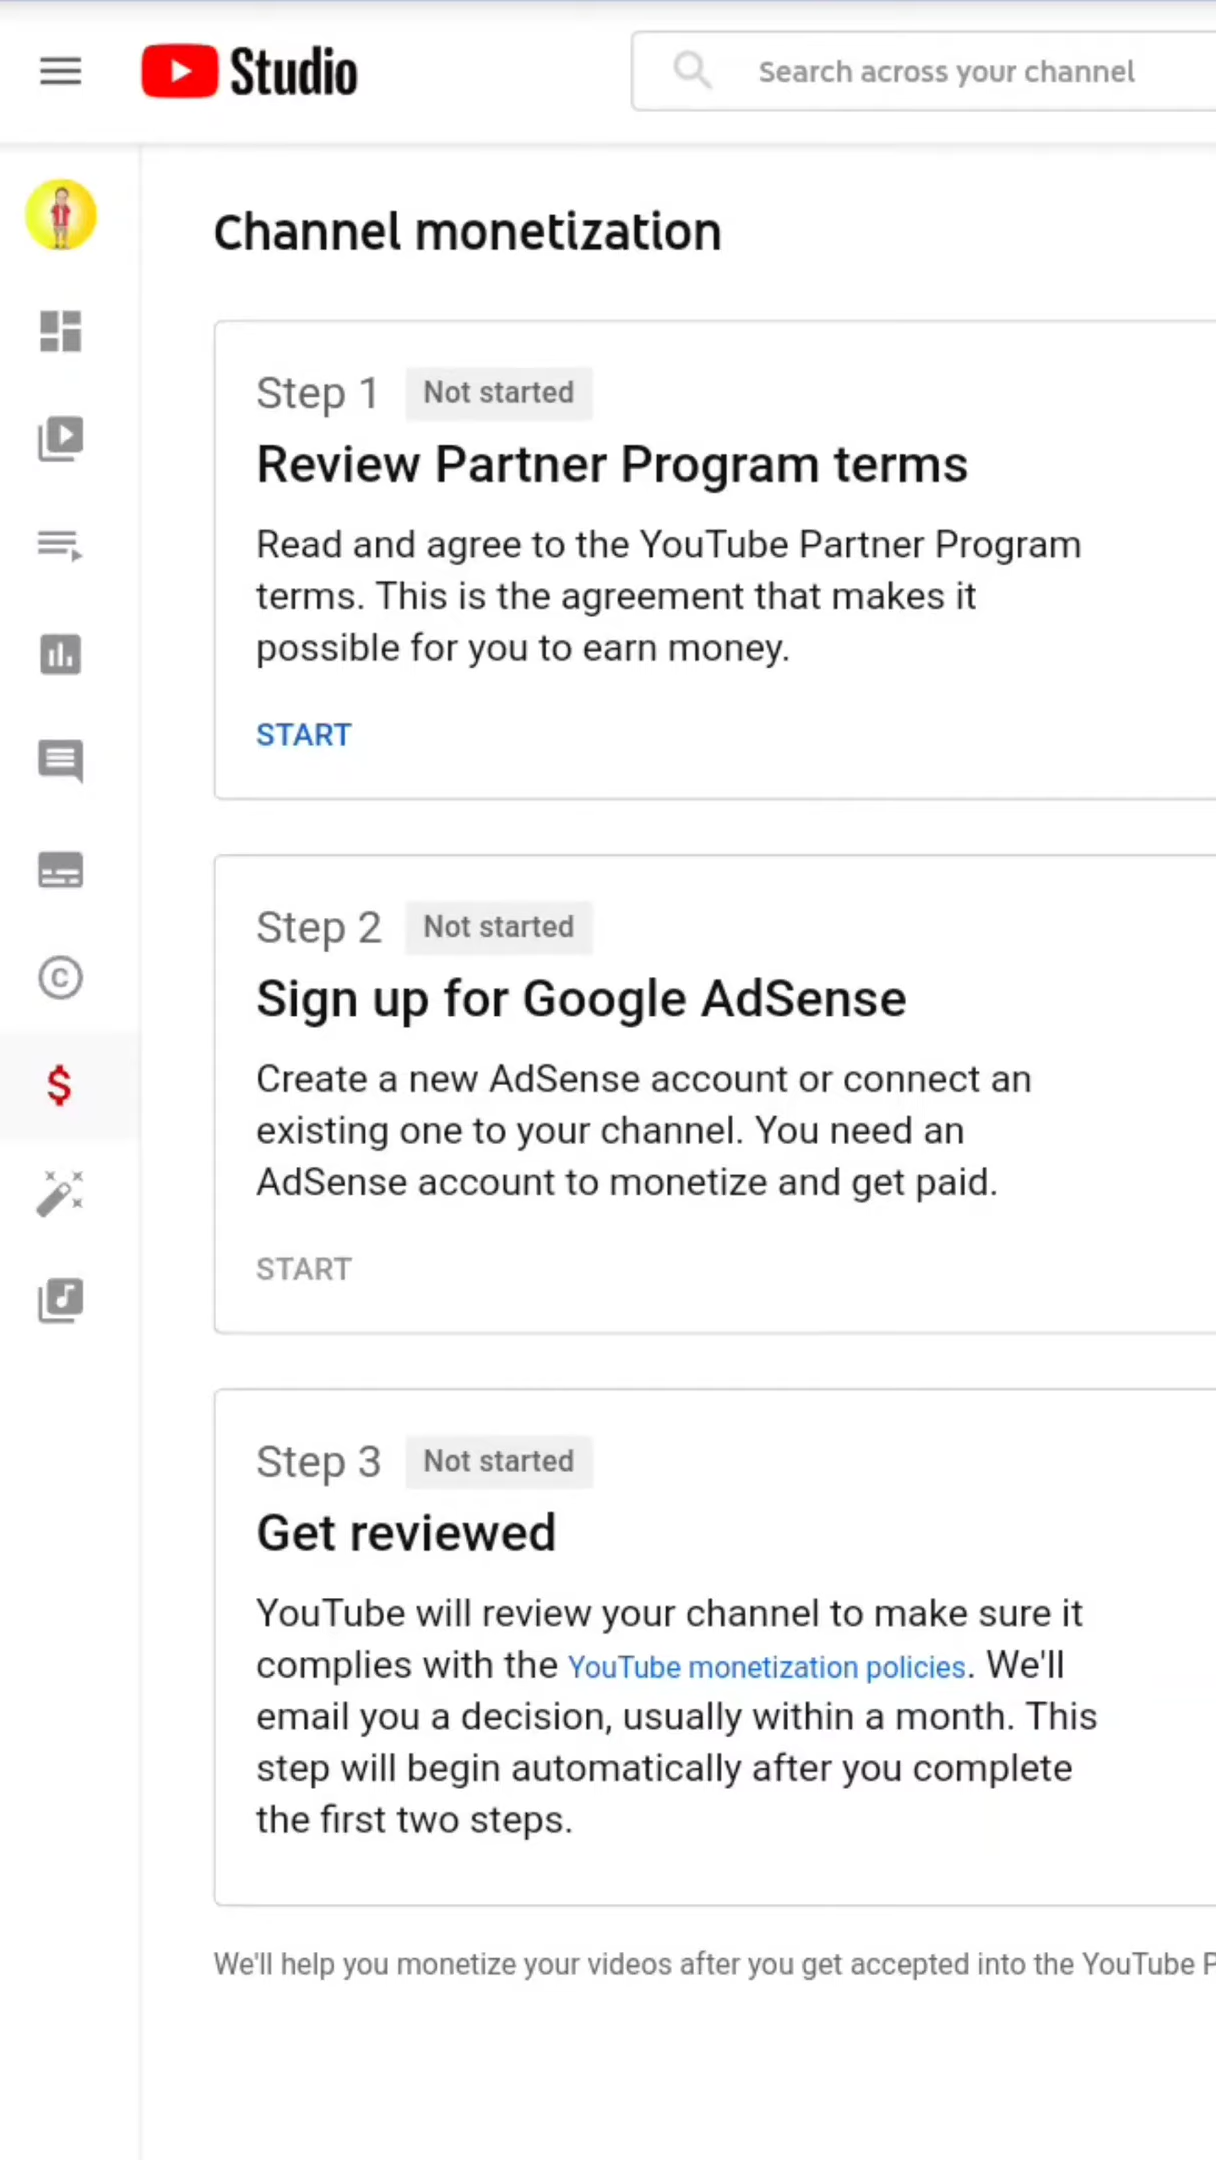 Studio
Search across your channel
Channel monetization
Step 1 Not started
Review Partner Program terms
Read and agree to the YouTube Partner Program
terms. This is the agreement that makes it
possible for you to earn money.
START
Step 2 Not started
Sign up for Google AdSense
Create a new AdSense account or connect an
existing one to your channel. You need an
AdSense account to monetize and get paid.
START
Step 3 Not started
Get reviewed
YouTube will review your channel to make sure it
complies with the YouTube monetization policies. We'll
email you a decision, usually within a month. This
step will begin automatically after you complete
the first two steps.
We'll help you monetize your videos after you get accepted into the YouTube P